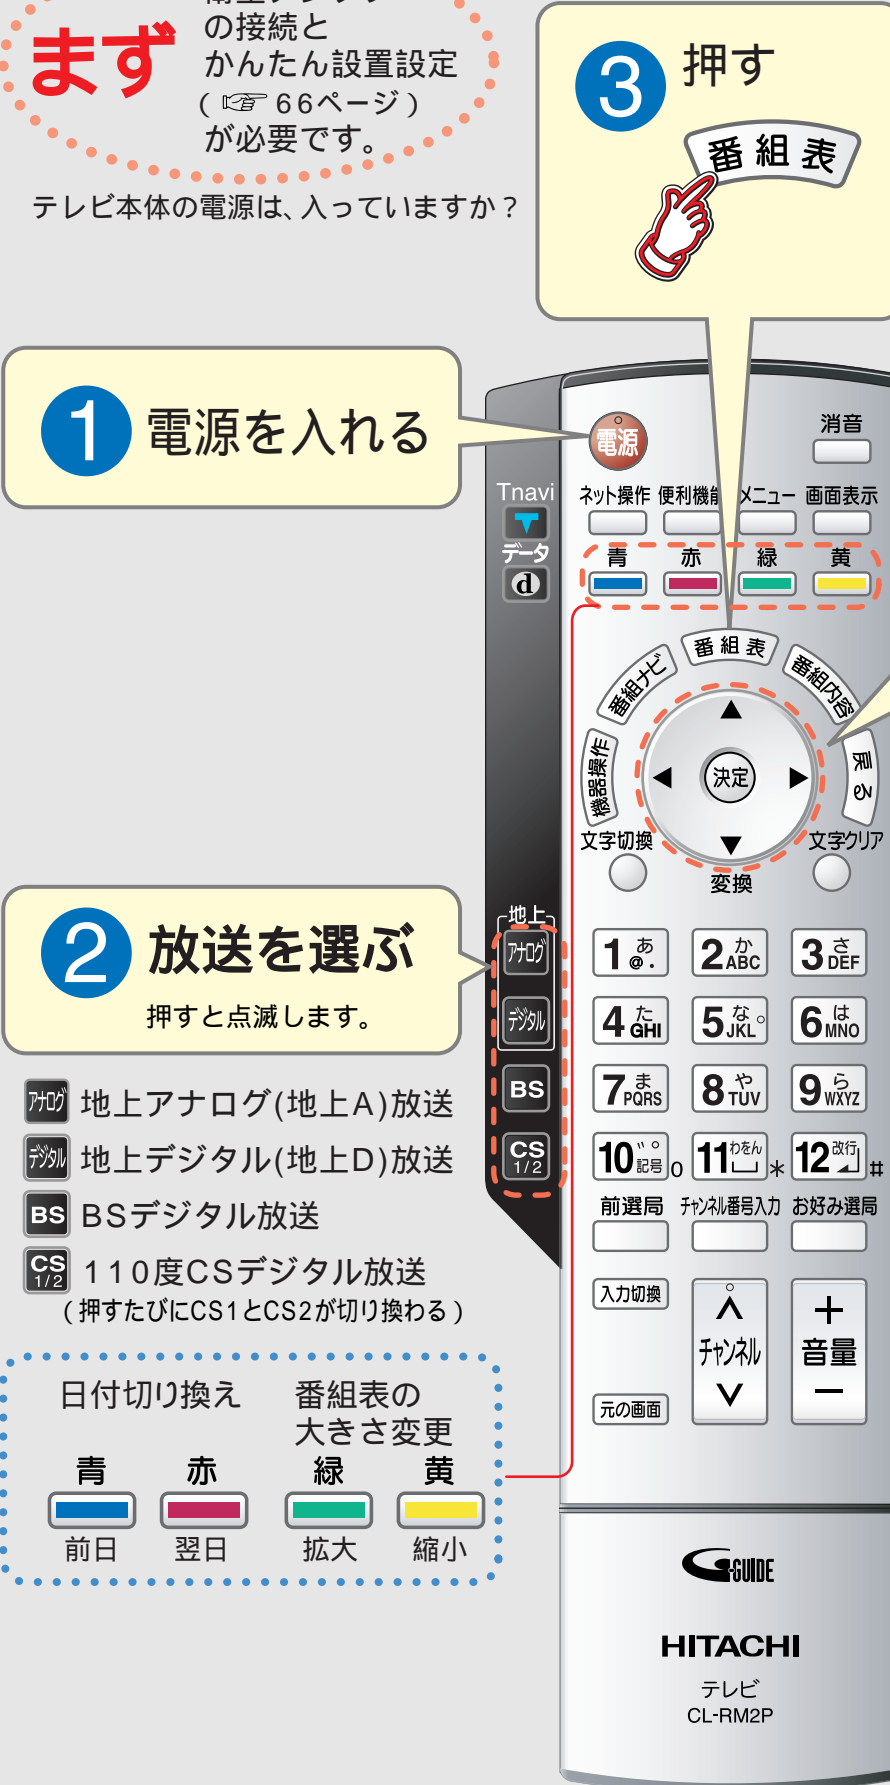 まず
の接続と
かんたん設置設定
(☞66ページ)
が必要です。
テレビ本体の電源は、入っていますか？
3 押す
番組表
1 電源を入れる
電源
消音
Tnavi
データ
d
ネット操作 便利機能 メニュー 画面表示
青 赤 緑 黄
番組ナビ 番組表 番組内容
機器操作 決定 戻る
文字切換 変換 文字クリア
2 放送を選ぶ
押すと点滅します。
地上
アナログ
デジタル
BS
CS
1/2
1 あ @. 2 か ABC 3 さ DEF
4 た GHI 5 な JKL 6 は MNO
7 ま PQRS 8 や TUV 9 ら WXYZ
10 ゛゜ 記号 0 11 わをん * 12 改行 #
アナログ 地上アナログ(地上A)放送
デジタル 地上デジタル(地上D)放送
BS BSデジタル放送
CS 1/2 110度CSデジタル放送
(押すたびにCS1とCS2が切り換わる)
前選局 チャンネル番号入力 お好み選局
入力切換
チャンネル
＋
音量
－
元の画面
日付切り換え
番組表の
大きさ変更
青 赤 緑 黄
前日 翌日 拡大 縮小
G-GUIDE
HITACHI
テレビ
CL-RM2P